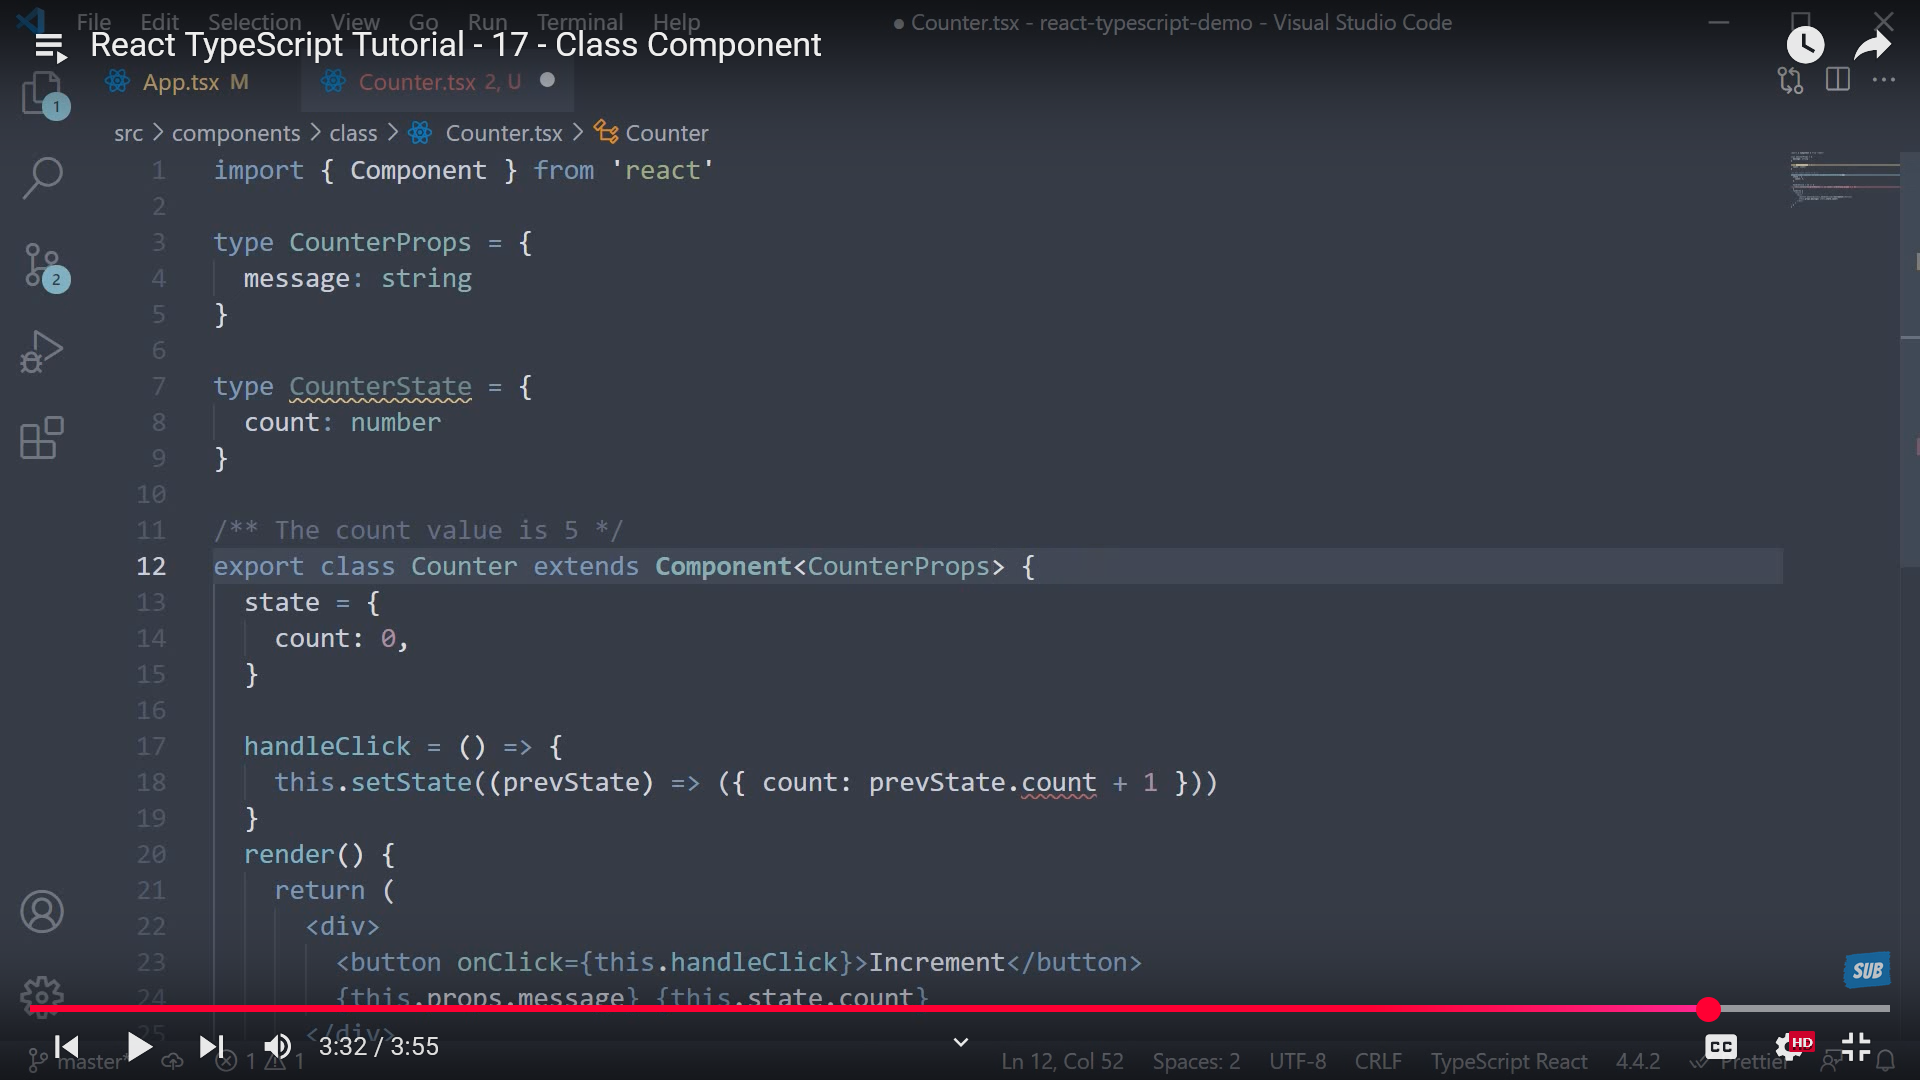 File Edit Selection View Go Run Terminal Help
● Counter.tsx - react-typescript-demo - Visual Studio Code
React TypeScript Tutorial - 17 - Class Component
App.tsx M
Counter.tsx 2, U
1
src > components > class > Counter.tsx > Counter
1 import { Component } from 'react'
2
3 type CounterProps = {
4 message: string
5 }
6
2
7 type CounterState = {
8 count: number
9 }
10
11 /** The count value is 5 */
12 export class Counter extends Component<CounterProps> {
13 state = {
14 count: 0,
15 }
16
17 handleClick = () => {
18 this.setState((prevState) => ({ count: prevState.count + 1 }))
19 }
20 render() {
21 return (
22 <div>
23 <button onClick={this.handleClick}>Increment</button>
24 {this.props.message} {this.state.count}
25 </div>
SUB
3:32 / 3:55
CC
HD
master* 1 1
Ln 12, Col 52 Spaces: 2 UTF-8 CRLF TypeScript React 4.4.2 Prettier